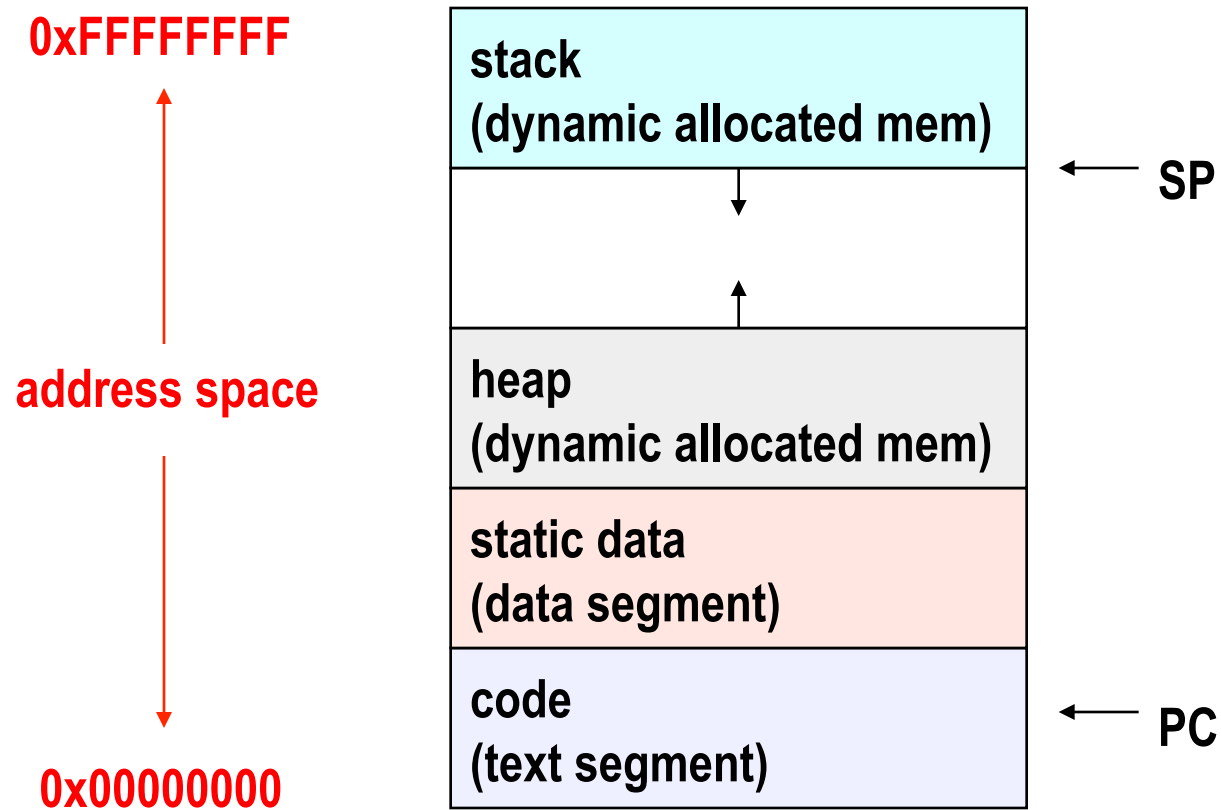 0xFFFFFFFF
stack
(dynamic allocated mem)
SP
address space
heap
(dynamic allocated mem)
static data
(data segment)
code
(text segment)
PC
0x00000000